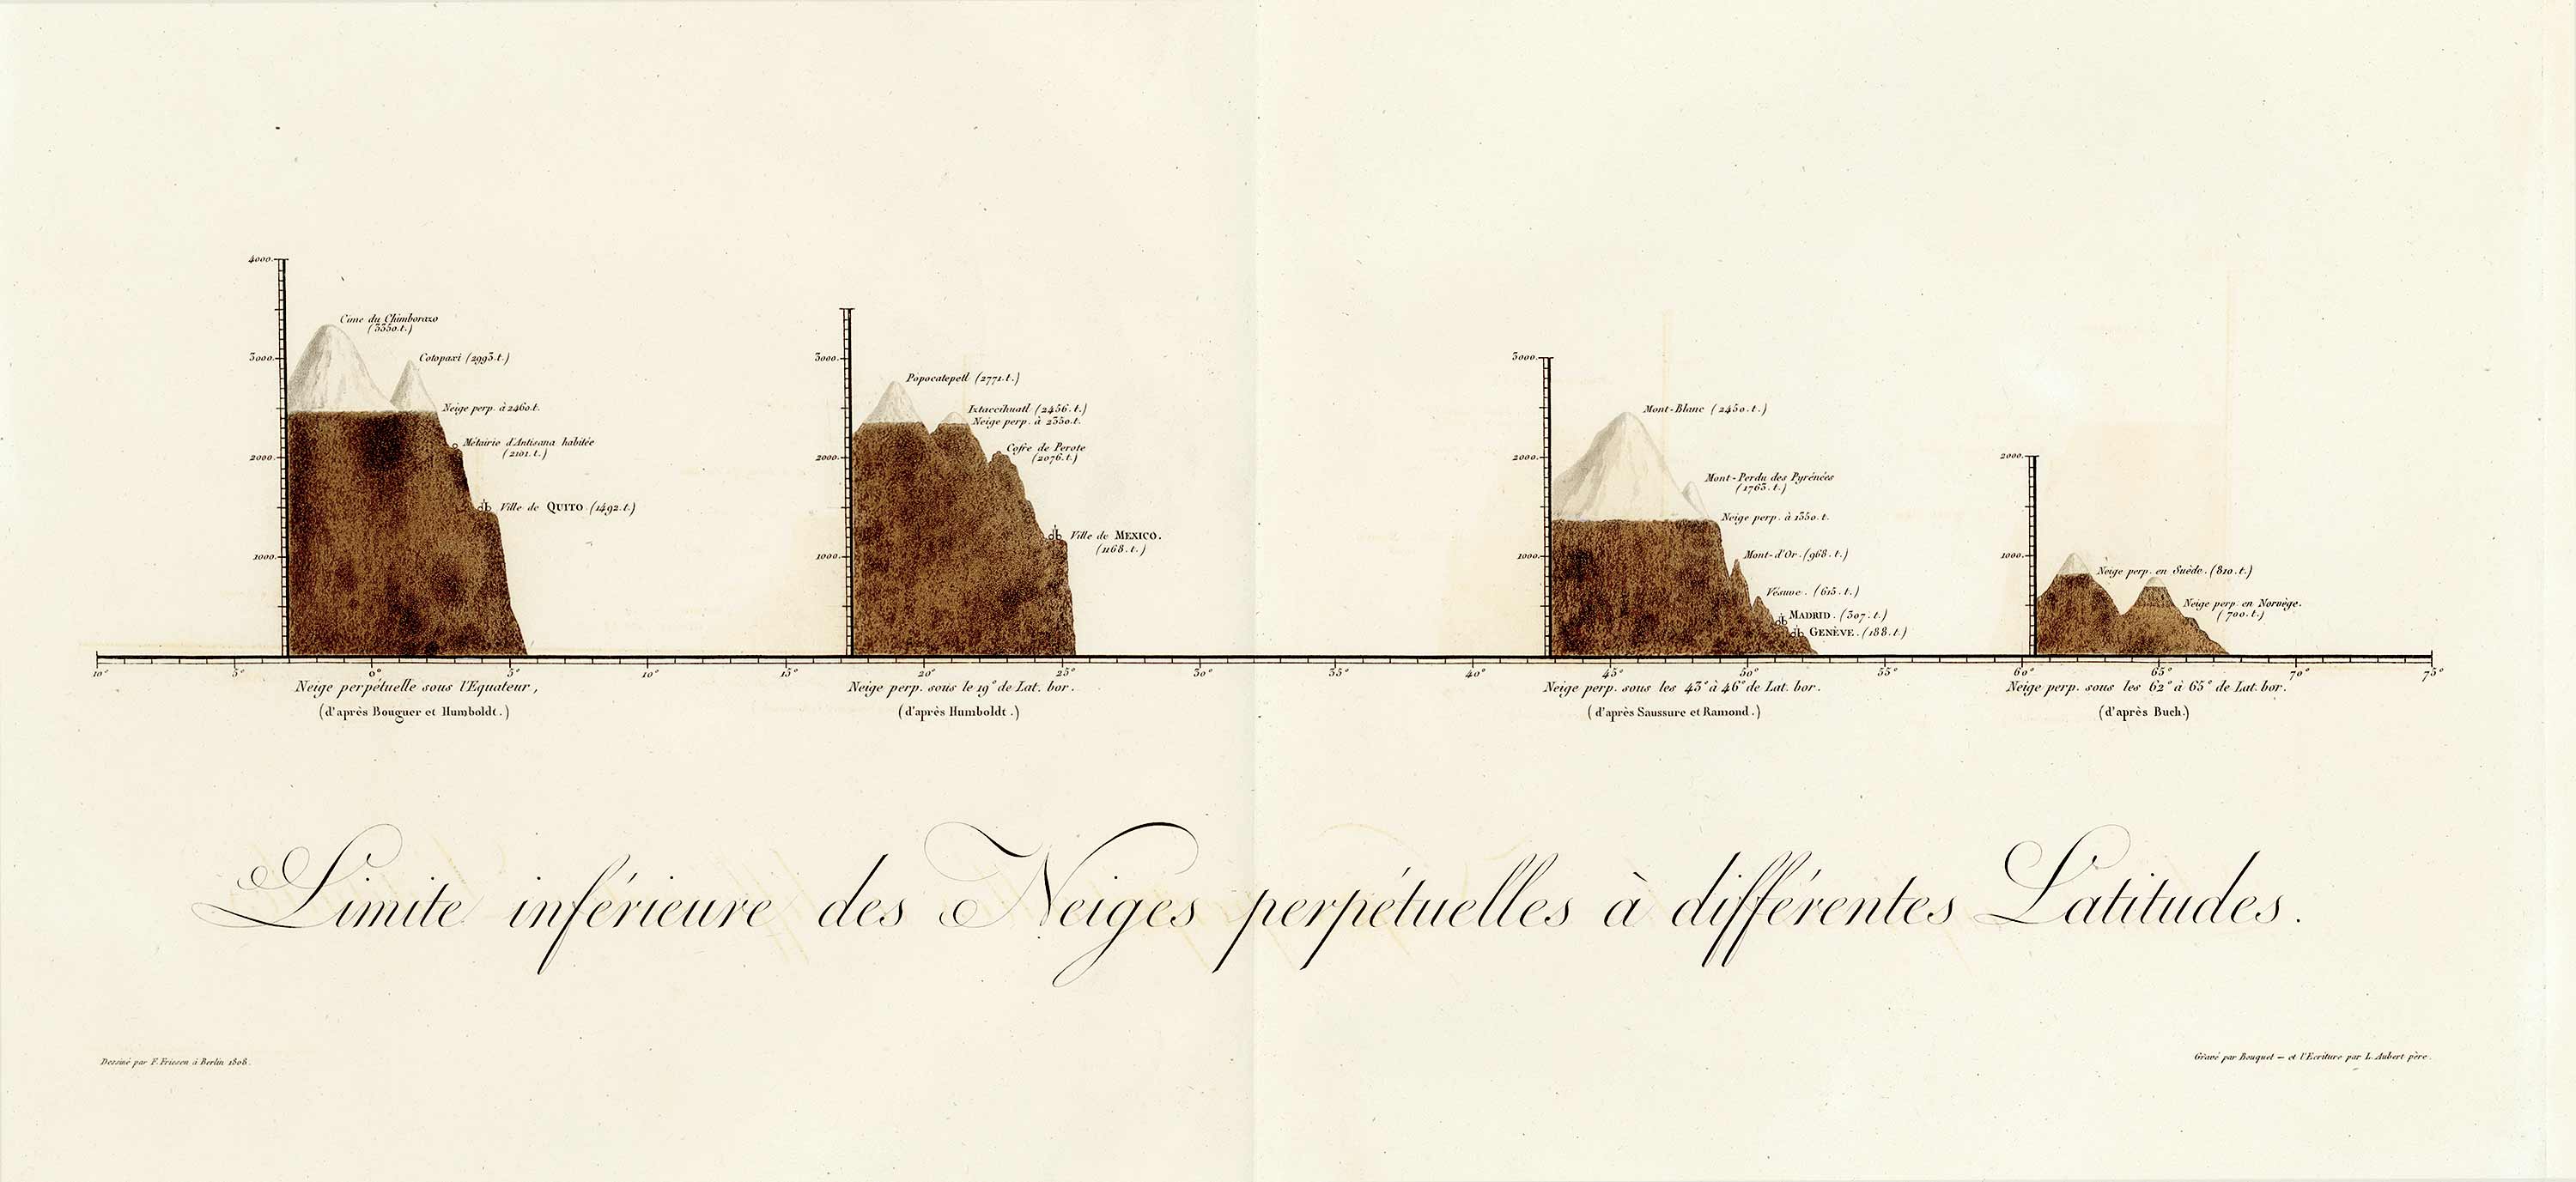 4000.
3000.
2000.
1000.
Cime du Chimborazo
(3350.t.)
Cotopaxi (2993.t.)
Neige perp. à 2460.t.
Métairie d'Antisana habitée
(2101.t.)
Ville de QUITO (1492.t.)
3000.
2000.
1000.
Popocatepetl (2771.t.)
Iztaccihuatl (2456.t.)
Neige perp. à 2350.t.
Cofre de Perote
(2076.t.)
Ville de MEXICO.
(1168.t.)
3000.
2000.
1000.
Mont-Blanc (2450.t.)
Mont-Perdu des Pyrénées
(1763.t.)
Neige perp. à 1350.t.
Mont-d'Or.(968.t.)
Vésuve. (615.t.)
MADRID. (307.t.)
GENÈVE. (188.t.)
2000.
1000.
Neige perp. en Suède. (810.t.)
Neige perp. en Norvège.
(700.t.)
10° 5° 0° 5° 10° 15° 20° 25° 30° 35° 40° 45° 50° 55° 60° 65° 70° 75°
Neige perpétuelle sous l'Equateur,
(d'après Bouguer et Humboldt.)
Neige perp. sous le 19° de Lat. bor.
(d'après Humboldt.)
Neige perp. sous les 43° à 46° de Lat. bor.
(d'après Saussure et Ramond.)
Neige perp. sous les 62° à 65° de Lat. bor.
(d'après Buch.)
Limite inférieure des Neiges perpétuelles à différentes Latitudes.
Dessiné par F. Friesen à Berlin 1808.
Gravé par Bouquet — et l'Ecriture par L. Aubert père.